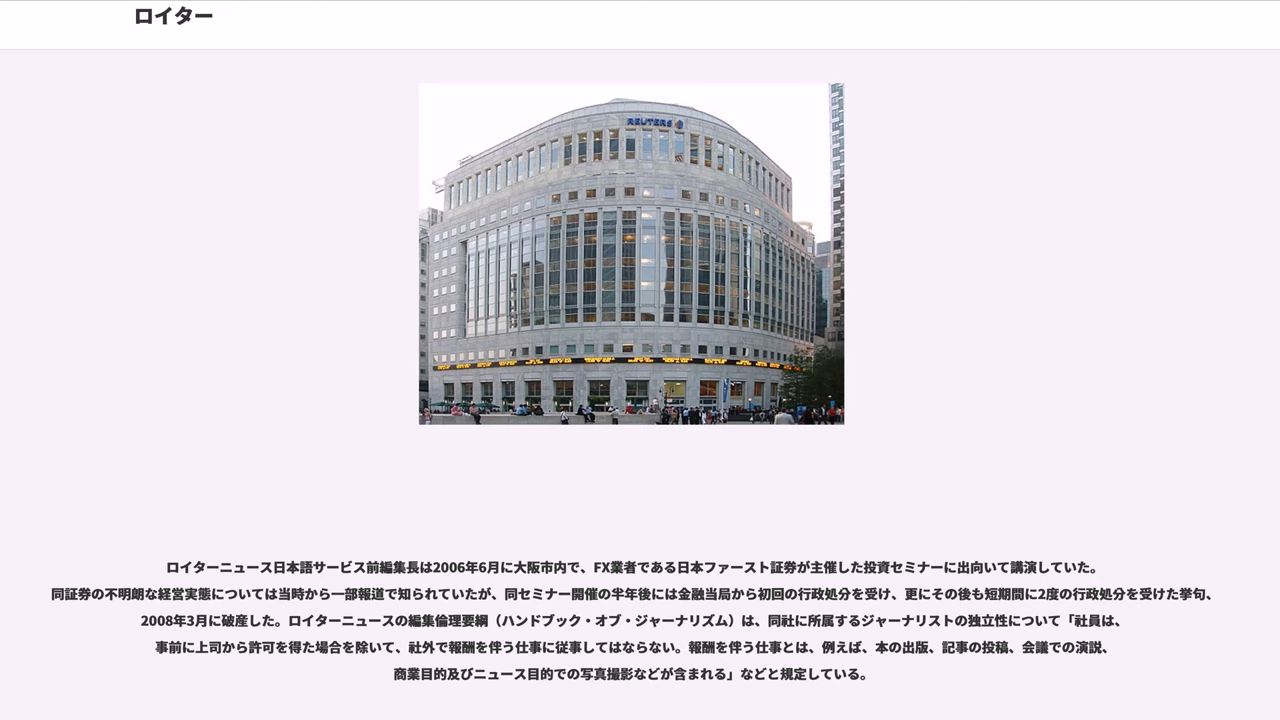 ロイター
REUTERS
ロイターニュース日本語サービス前編集長は2006年6月に大阪市内で、FX業者である日本ファースト証券が主催した投資セミナーに出向いて講演していた。
同証券の不明朗な経営実態については当時から一部報道で知られていたが、同セミナー開催の半年後には金融当局から初回の行政処分を受け、更にその後も短期間に2度の行政処分を受けた挙句、
2008年3月に破産した。ロイターニュースの編集倫理要綱（ハンドブック・オブ・ジャーナリズム）は、同社に所属するジャーナリストの独立性について「社員は、
事前に上司から許可を得た場合を除いて、社外で報酬を伴う仕事に従事してはならない。報酬を伴う仕事とは、例えば、本の出版、記事の投稿、会議での演説、
商業目的及びニュース目的での写真撮影などが含まれる」などと規定している。